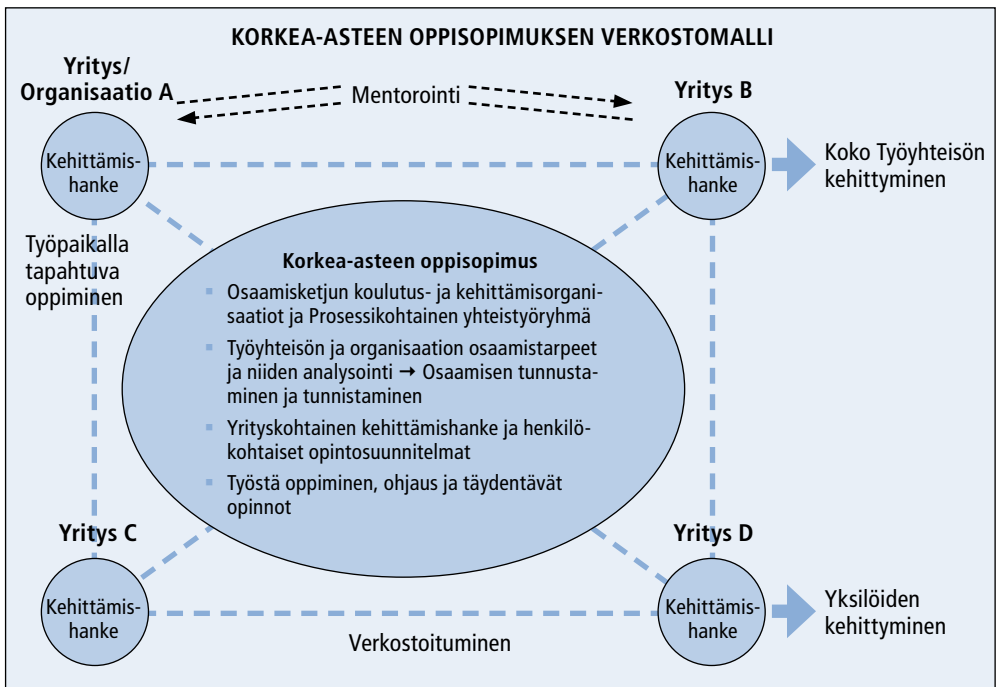 KORKEA-ASTEEN OPPISOPIMUKSEN VERKOSTOMALLI
Yritys/
Organisaatio A
Mentorointi
Yritys B
Kehittämis-
hanke
Kehittämis-
hanke
Koko Työyhteisön
kehittyminen
Työpaikalla
tapahtuva
oppiminen
Korkea-asteen oppisopimus
▪ Osaamisketjun koulutus- ja kehittämisorgani-
saatiot ja Prosessikohtainen yhteistyöryhmä
▪ Työyhteisön ja organisaation osaamistarpeet
ja niiden analysointi → Osaamisen tunnusta-
minen ja tunnistaminen
▪ Yrityskohtainen kehittämishanke ja henkilö-
kohtaiset opintosuunnitelmat
▪ Työstä oppiminen, ohjaus ja täydentävät
opinnot
Yritys C
Yritys D
Kehittämis-
hanke
Kehittämis-
hanke
Yksilöiden
kehittyminen
Verkostoituminen